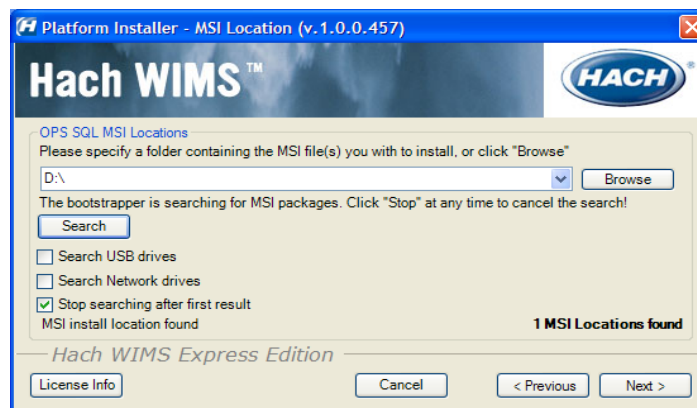 Platform Installer - MSI Location (v.1.0.0.457)
Hach WIMS™
HACH®
OPS SQL MSI Locations
Please specify a folder containing the MSI file(s) you with to install, or click "Browse"
D:\
Browse
The bootstrapper is searching for MSI packages. Click "Stop" at any time to cancel the search!
Search
Search USB drives
Search Network drives
Stop searching after first result
MSI install location found 1 MSI Locations found
Hach WIMS Express Edition
License Info Cancel < Previous Next >